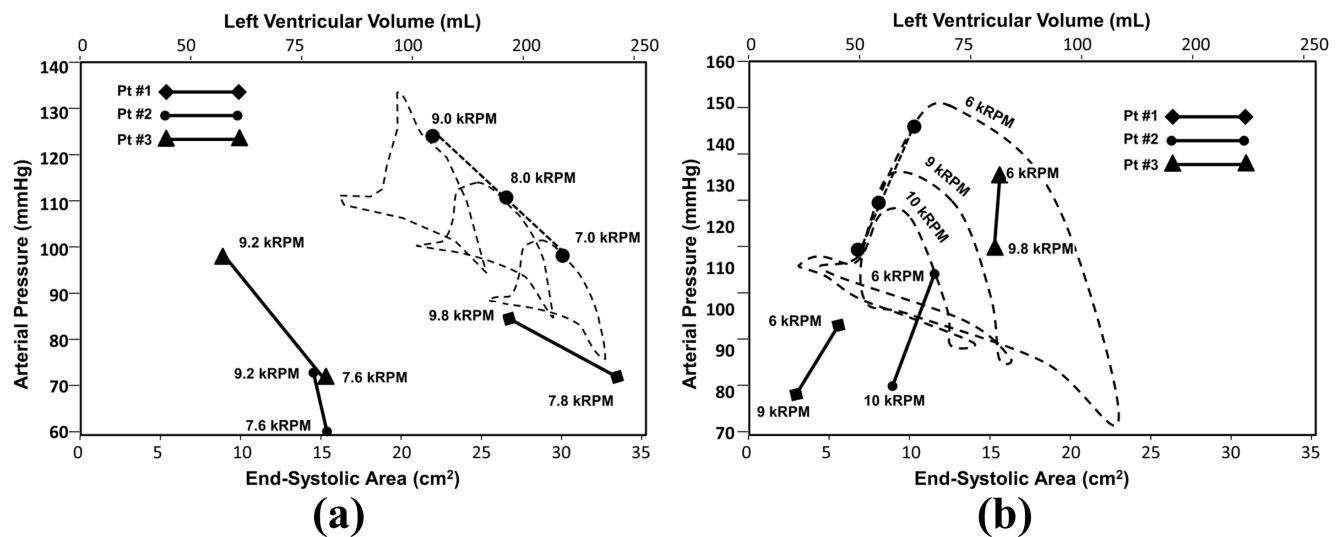 Left Ventricular Volume (mL)
0 50 75 100 200 250
Arterial Pressure (mmHg)
140
130
120
110
100
90
80
70
60
Pt #1
Pt #2
Pt #3
9.0 kRPM
8.0 kRPM
7.0 kRPM
9.2 kRPM
9.8 kRPM
9.2 kRPM
7.6 kRPM
7.8 kRPM
7.6 kRPM
0 5 10 15 20 25 30 35
End-Systolic Area (cm²)
(a)
Left Ventricular Volume (mL)
0 50 75 100 200 250
Arterial Pressure (mmHg)
160
150
140
130
120
110
100
90
80
70
Pt #1
Pt #2
Pt #3
6 kRPM
9 kRPM
10 kRPM
6 kRPM
9.8 kRPM
6 kRPM
6 kRPM
9 kRPM
10 kRPM
0 5 10 15 20 25 30 35
End-Systolic Area (cm²)
(b)